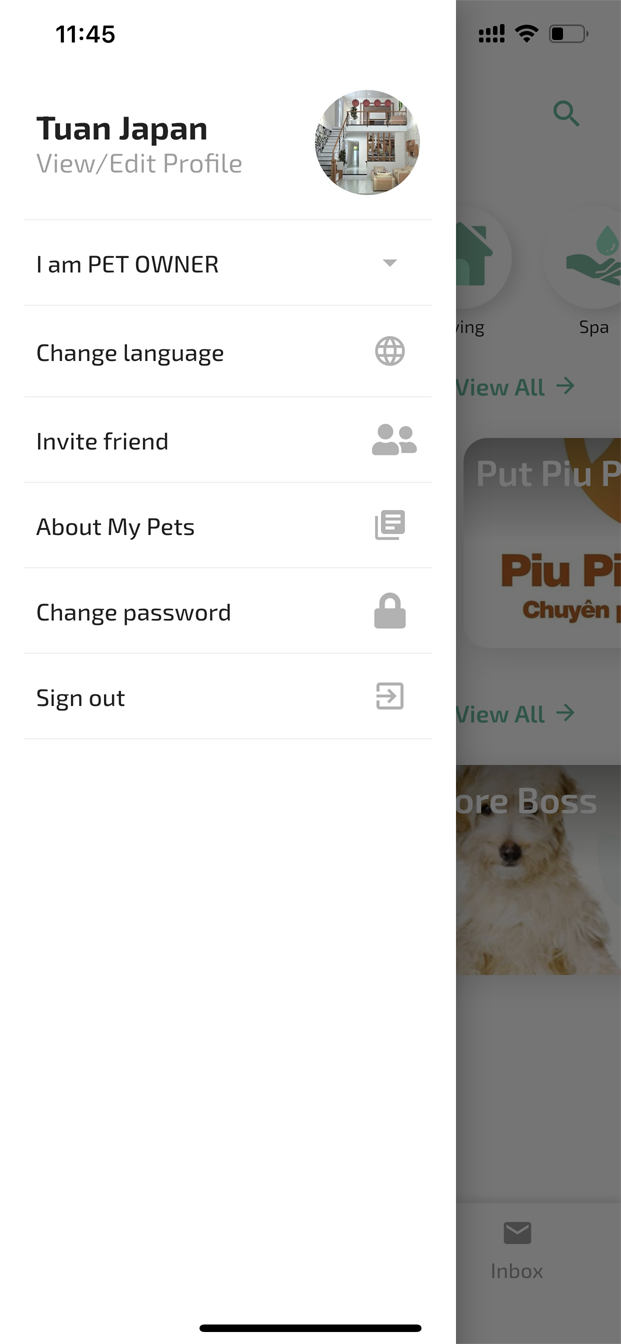 11:45
Tuan Japan
View/Edit Profile
I am PET OWNER
Change language
Invite friend
About My Pets
Change password
Sign out
Spa
View All
Put Piu P
Piu Pi
Chuyên
View All
ore Boss
Inbox